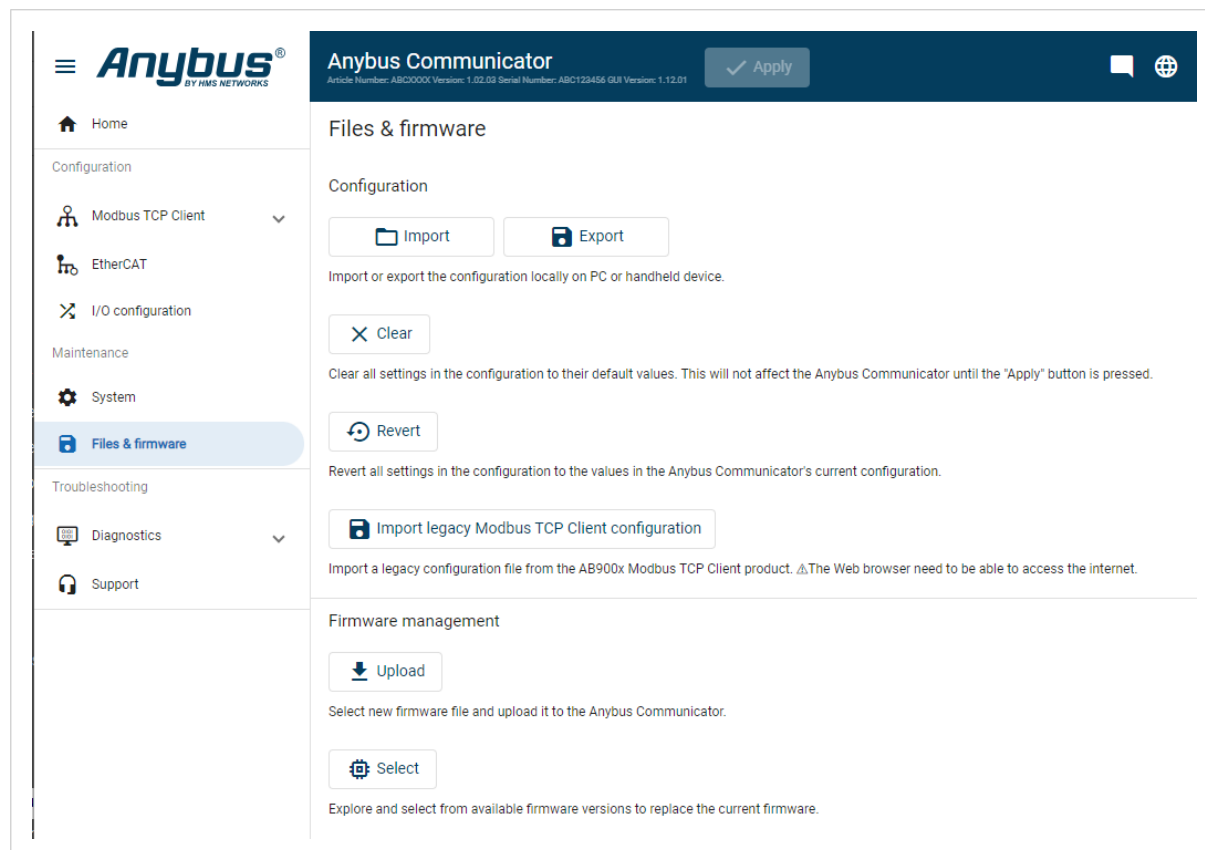 Anybus®
BY HMS NETWORKS
Anybus Communicator
Article Number: ABCXXXX Version: 1.02.03 Serial Number: ABC123456 GUI Version: 1.12.01
Apply
Home
Configuration
Modbus TCP Client
EtherCAT
I/O configuration
Maintenance
System
Files & firmware
Troubleshooting
Diagnostics
Support
Files & firmware
Configuration
Import
Export
Import or export the configuration locally on PC or handheld device.
Clear
Clear all settings in the configuration to their default values. This will not affect the Anybus Communicator until the "Apply" button is pressed.
Revert
Revert all settings in the configuration to the values in the Anybus Communicator's current configuration.
Import legacy Modbus TCP Client configuration
Import a legacy configuration file from the AB900x Modbus TCP Client product. ⚠The Web browser need to be able to access the internet.
Firmware management
Upload
Select new firmware file and upload it to the Anybus Communicator.
Select
Explore and select from available firmware versions to replace the current firmware.